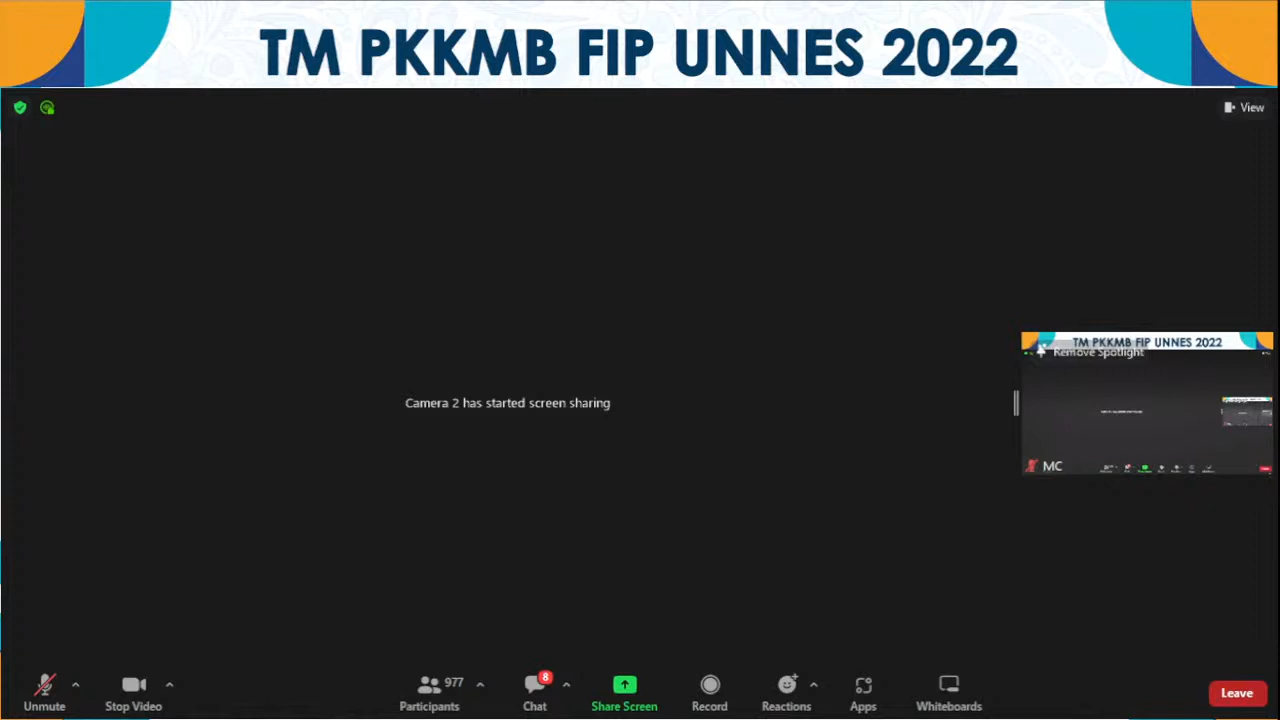 TM PKKMB FIP UNNES 2022
View
Camera 2 has started screen sharing
TM PKKMB FIP UNNES 2022
Remove Spotlight
MC
977
8
Unmute
Stop Video
Participants
Chat
Share Screen
Record
Reactions
Apps
Whiteboards
Leave